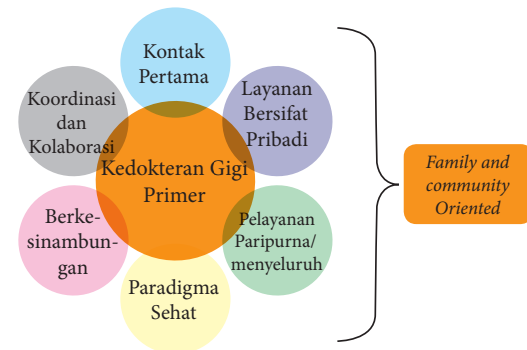 Kontak
Pertama
Layanan
Bersifat
Pribadi
Pelayanan
Paripurna/
menyeluruh
Paradigma
Sehat
Berke-
sinambun-
gan
Koordinasi
dan
Kolaborasi
Kedokteran Gigi
Primer
Family and
community
Oriented